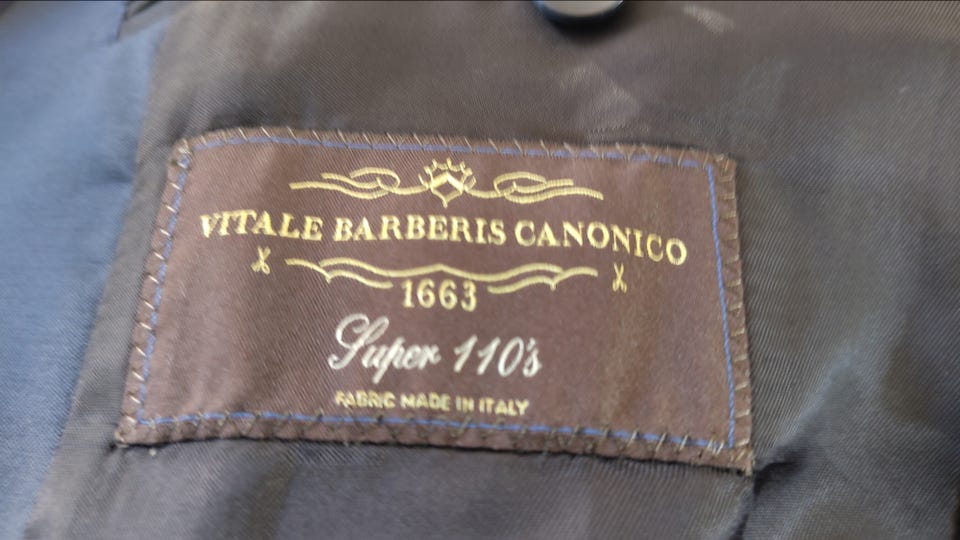 VITALE BARBERIS CANONICO
1663
Super 110's
FABRIC MADE IN ITALY